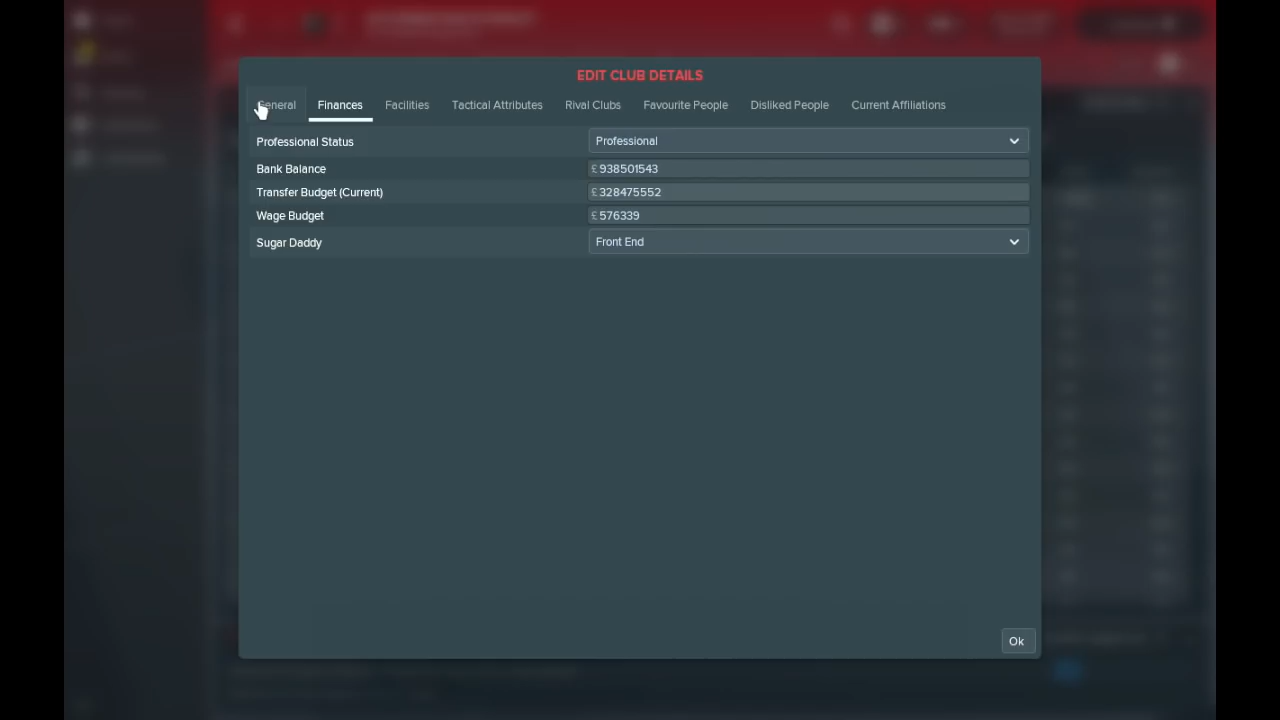 EDIT CLUB DETAILS
General Finances Facilities Tactical Attributes Rival Clubs Favourite People Disliked People Current Affiliations
Professional Status Professional
Bank Balance £ 938501543
Transfer Budget (Current) £ 328475552
Wage Budget £ 576339
Sugar Daddy Front End
Ok